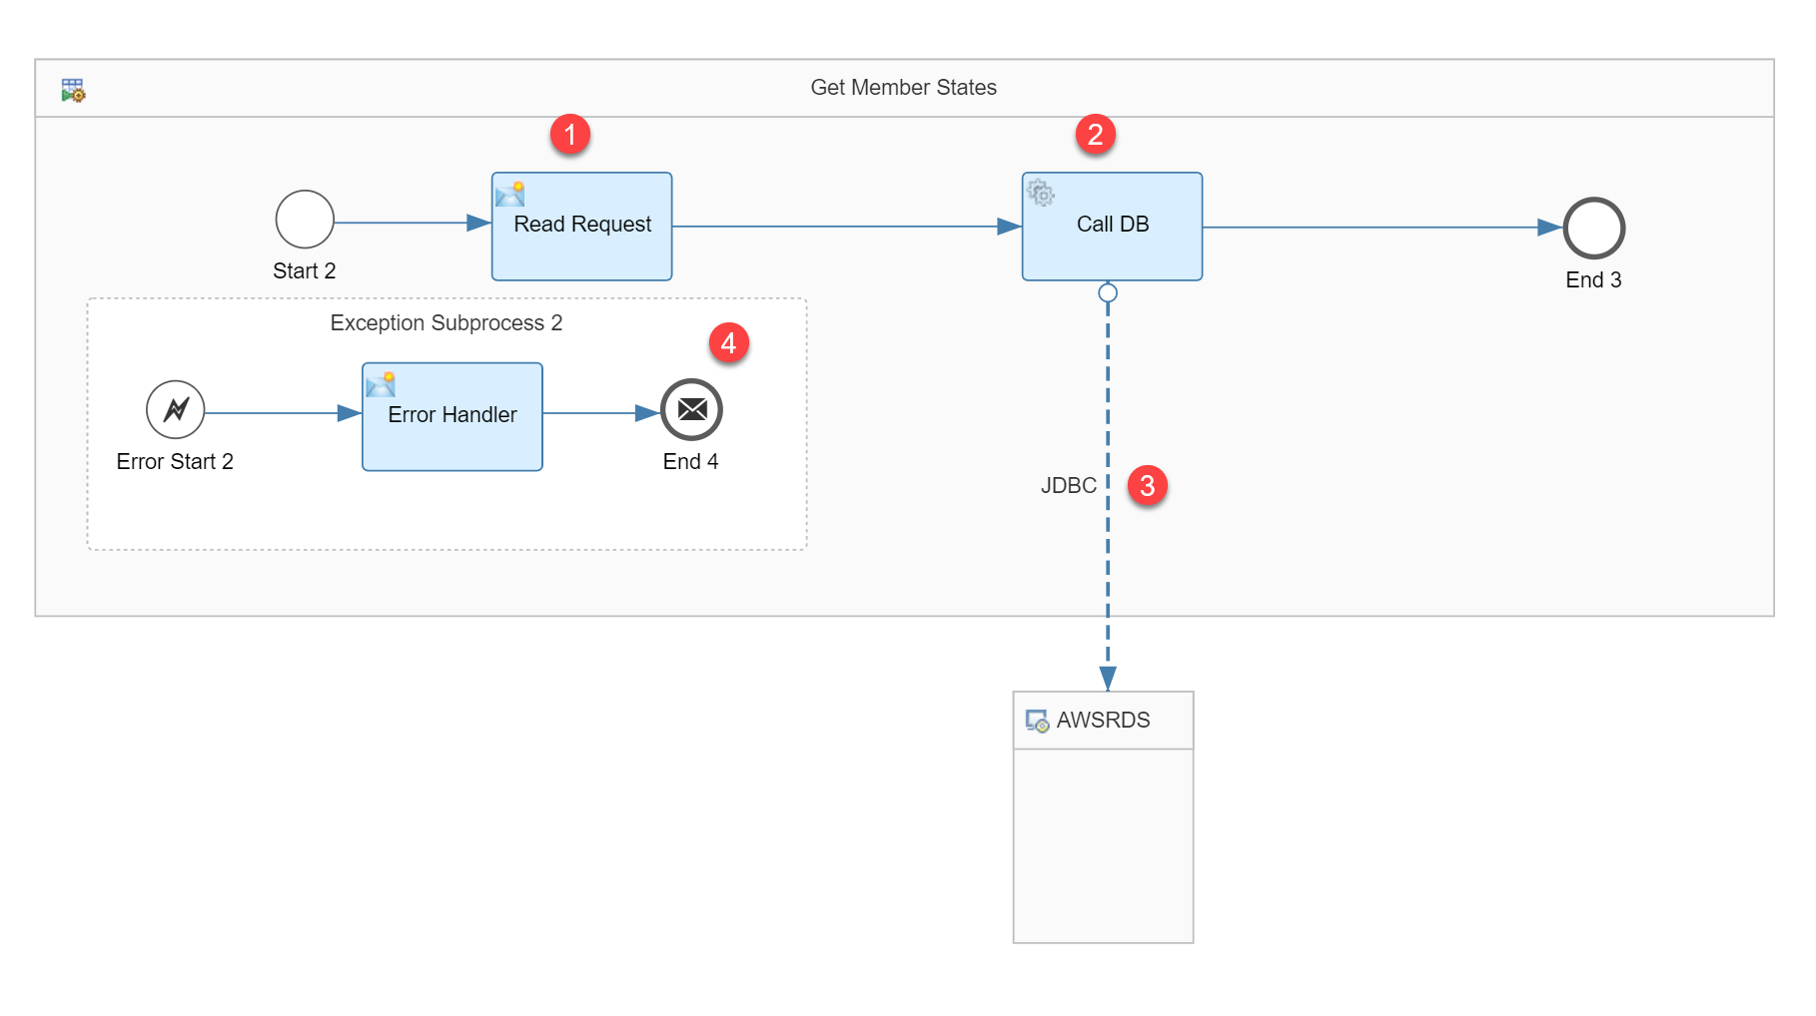 Get Member States
1
2
Read Request
Call DB
Start 2
End 3
Exception Subprocess 2
4
Error Handler
Error Start 2
End 4
JDBC
3
AWSRDS